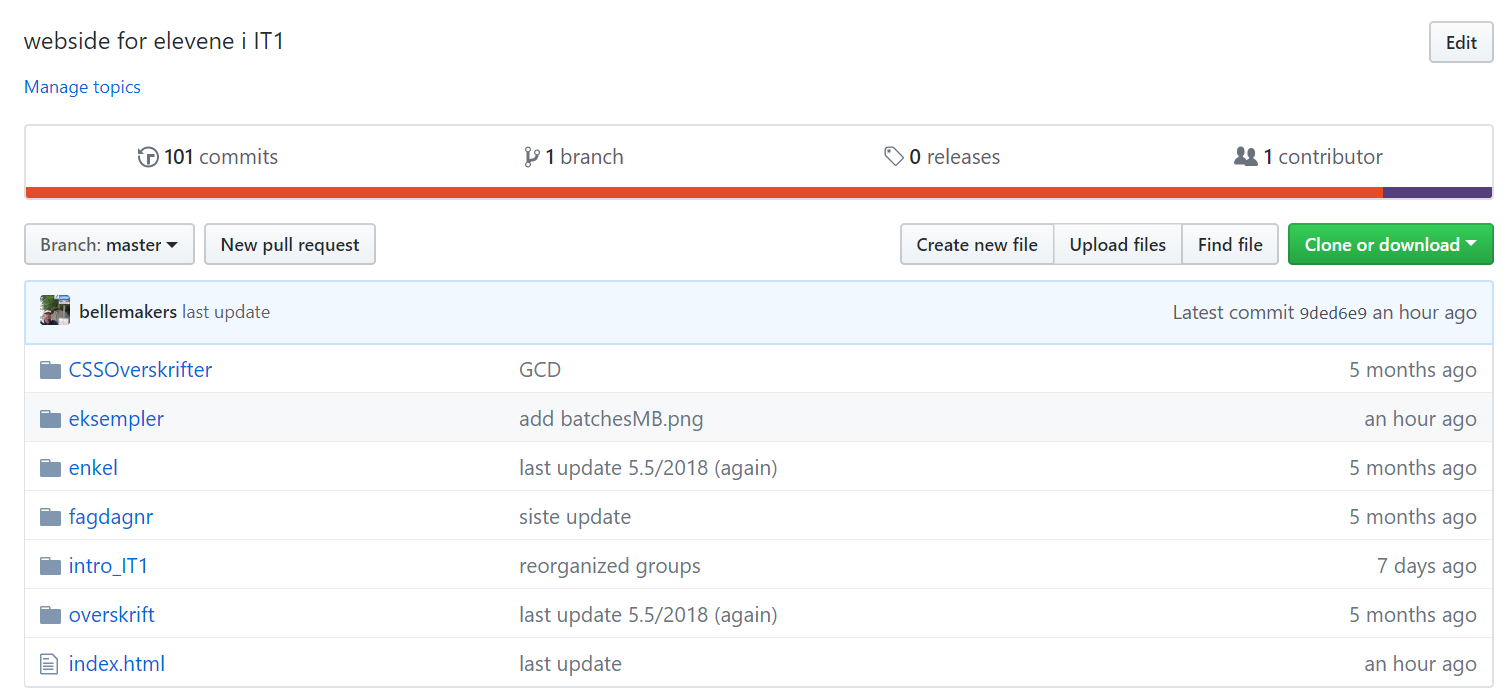 webside for elevene i IT1
Edit
Manage topics
101 commits 1 branch 0 releases 1 contributor
Branch: master New pull request Create new file Upload files Find file Clone or download
bellemakers last update Latest commit 9ded6e9 an hour ago
CSSOverskrifter GCD 5 months ago
eksempler add batchesMB.png an hour ago
enkel last update 5.5/2018 (again) 5 months ago
fagdagnr siste update 5 months ago
intro_IT1 reorganized groups 7 days ago
overskrift last update 5.5/2018 (again) 5 months ago
index.html last update an hour ago